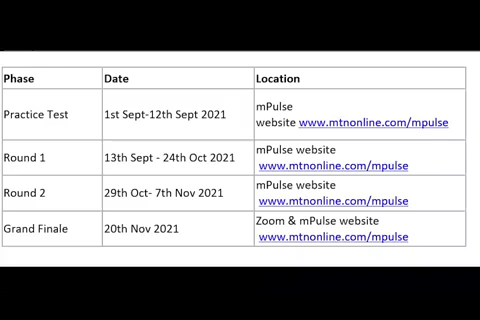 Phase Date Location
Practice Test 1st Sept-12th Sept 2021 mPulse
website www.mtnonline.com/mpulse
Round 1 13th Sept - 24th Oct 2021 mPulse website
www.mtnonline.com/mpulse
Round 2 29th Oct- 7th Nov 2021 mPulse website
www.mtnonline.com/mpulse
Grand Finale 20th Nov 2021 Zoom & mPulse website
www.mtnonline.com/mpulse